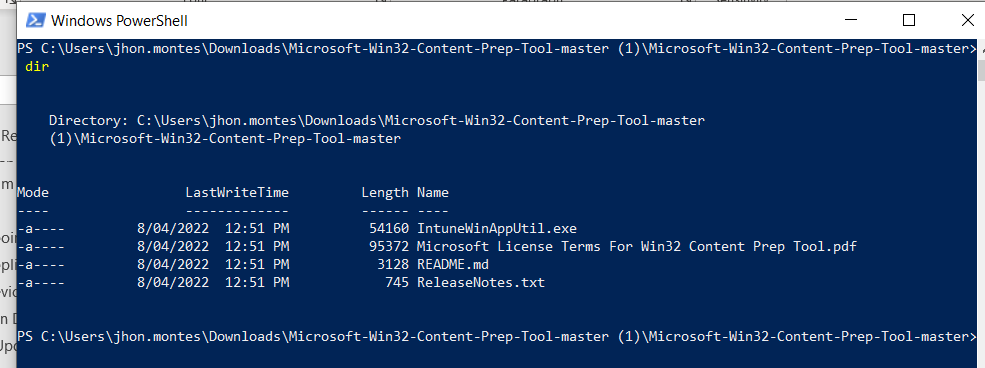 Windows PowerShell
PS C:\Users\jhon.montes\Downloads\Microsoft-Win32-Content-Prep-Tool-master (1)\Microsoft-Win32-Content-Prep-Tool-master>
dir
Directory: C:\Users\jhon.montes\Downloads\Microsoft-Win32-Content-Prep-Tool-master
(1)\Microsoft-Win32-Content-Prep-Tool-master
Mode LastWriteTime Length Name
---- ------------- ------ ----
-a---- 8/04/2022 12:51 PM 54160 IntuneWinAppUtil.exe
-a---- 8/04/2022 12:51 PM 95372 Microsoft License Terms For Win32 Content Prep Tool.pdf
-a---- 8/04/2022 12:51 PM 3128 README.md
-a---- 8/04/2022 12:51 PM 745 ReleaseNotes.txt
PS C:\Users\jhon.montes\Downloads\Microsoft-Win32-Content-Prep-Tool-master (1)\Microsoft-Win32-Content-Prep-Tool-master>